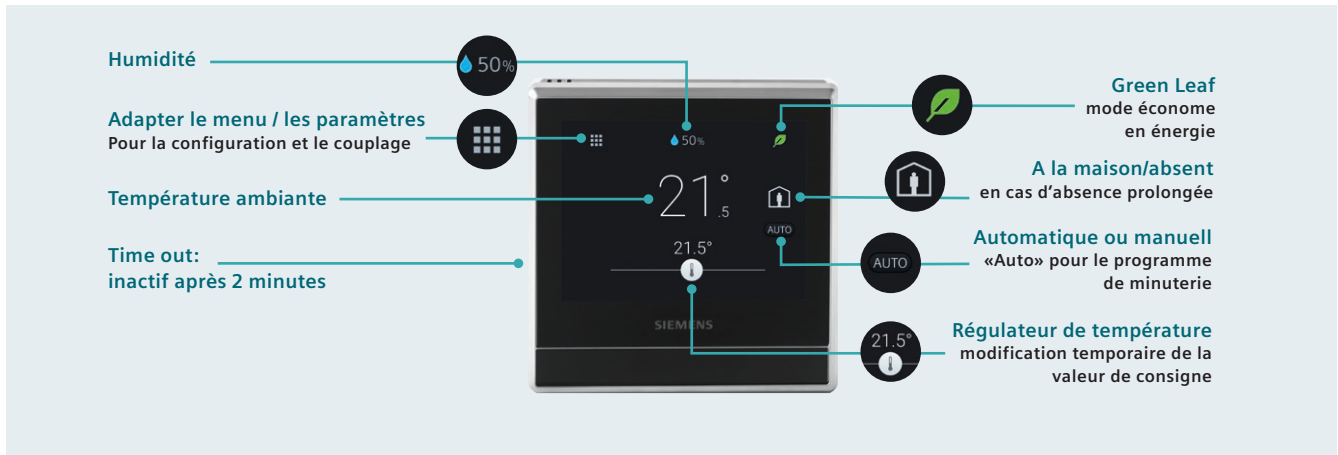 Humidité
50%
Adapter le menu / les paramètres
Pour la configuration et le couplage
Température ambiante
Time out:
inactif après 2 minutes
50%
21°.5
AUTO
21.5°
SIEMENS
Green Leaf
mode économe
en énergie
A la maison/absent
en cas d’absence prolongée
Automatique ou manuell
«Auto» pour le programme
de minuterie
AUTO
Régulateur de température
modification temporaire de la
valeur de consigne
21.5°